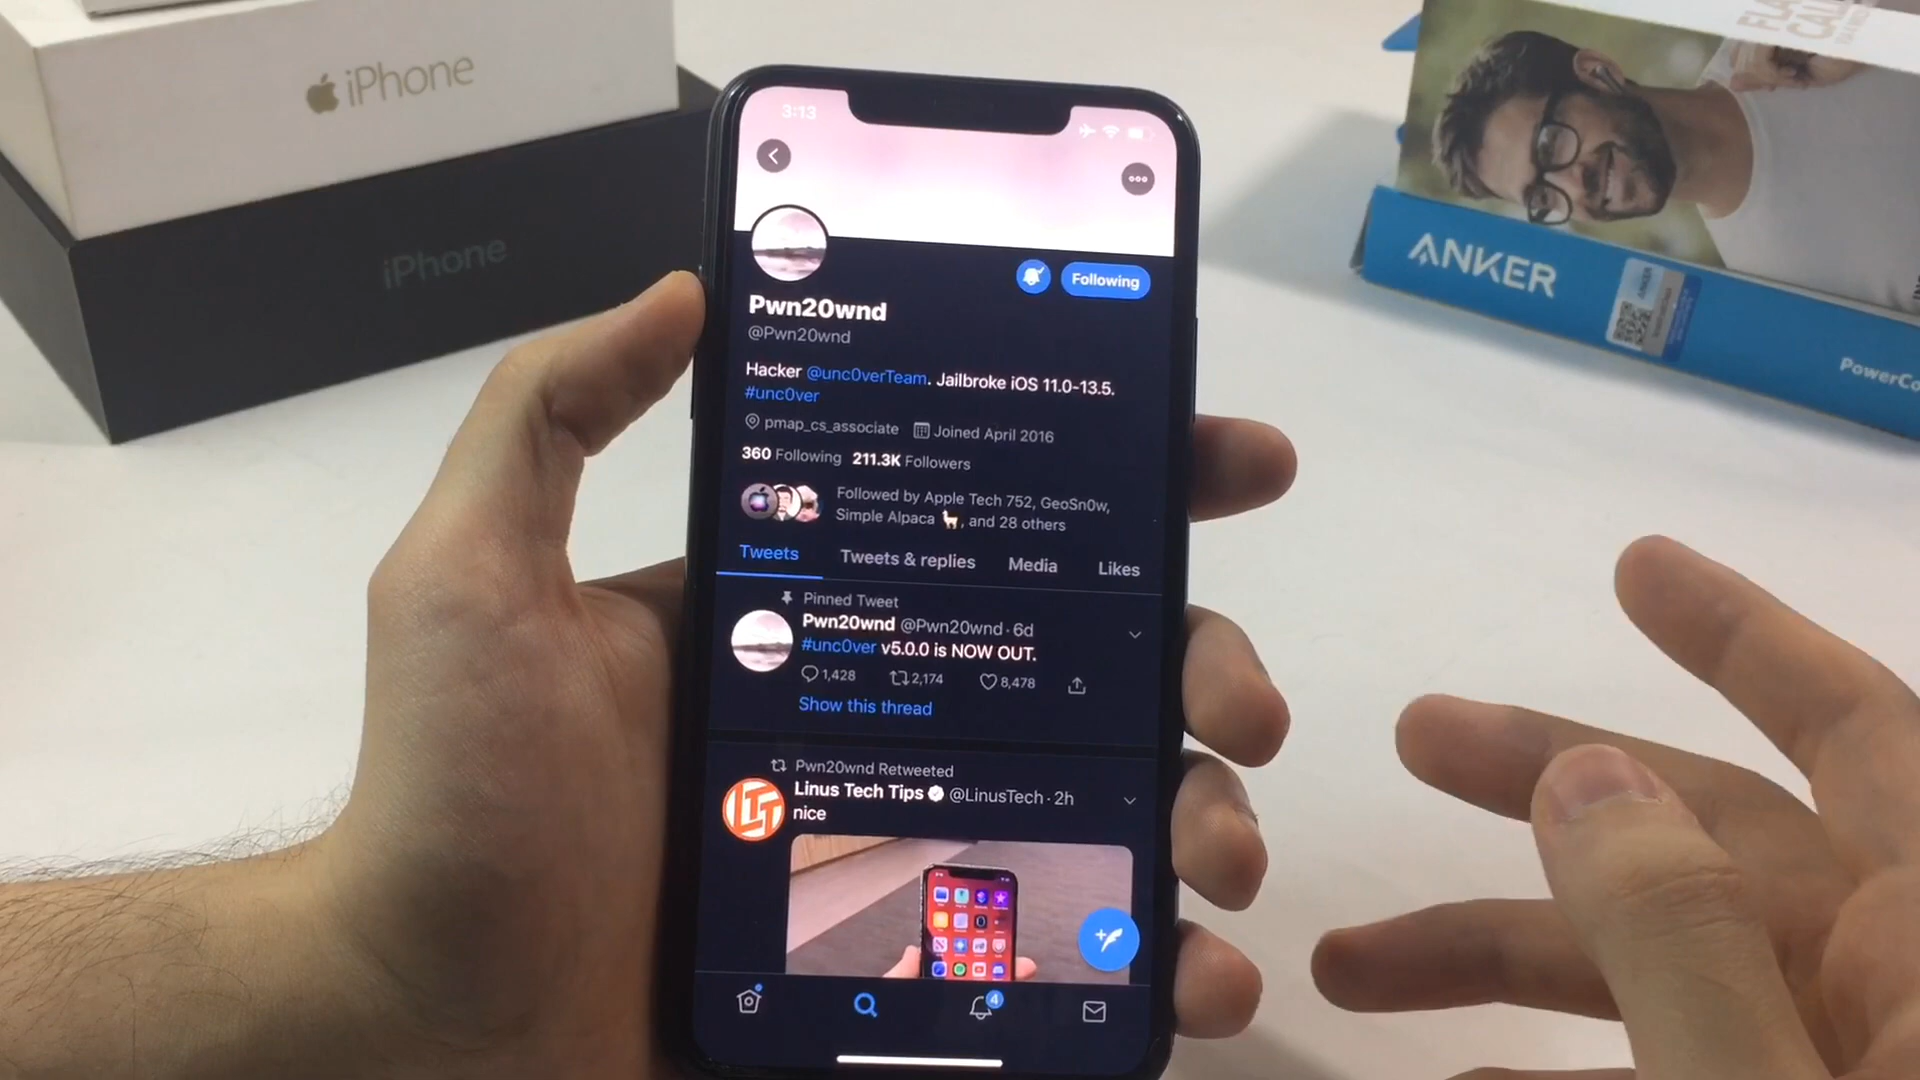 iPhone
iPhone
ANKER
ANKER
3:13
Following
Pwn20wnd
@Pwn20wnd
Hacker @unc0verTeam. Jailbroke iOS 11.0-13.5.
#unc0ver
pmap_cs_associate Joined April 2016
360 Following 211.3K Followers
Followed by Apple Tech 752, GeoSn0w,
Simple Alpaca 🦙, and 28 others
Tweets Tweets & replies Media Likes
Pinned Tweet
Pwn20wnd @Pwn20wnd · 6d
#unc0ver v5.0.0 is NOW OUT.
1,428 2,174 8,478
Show this thread
Pwn20wnd Retweeted
Linus Tech Tips @LinusTech · 2h
nice
LTT
4